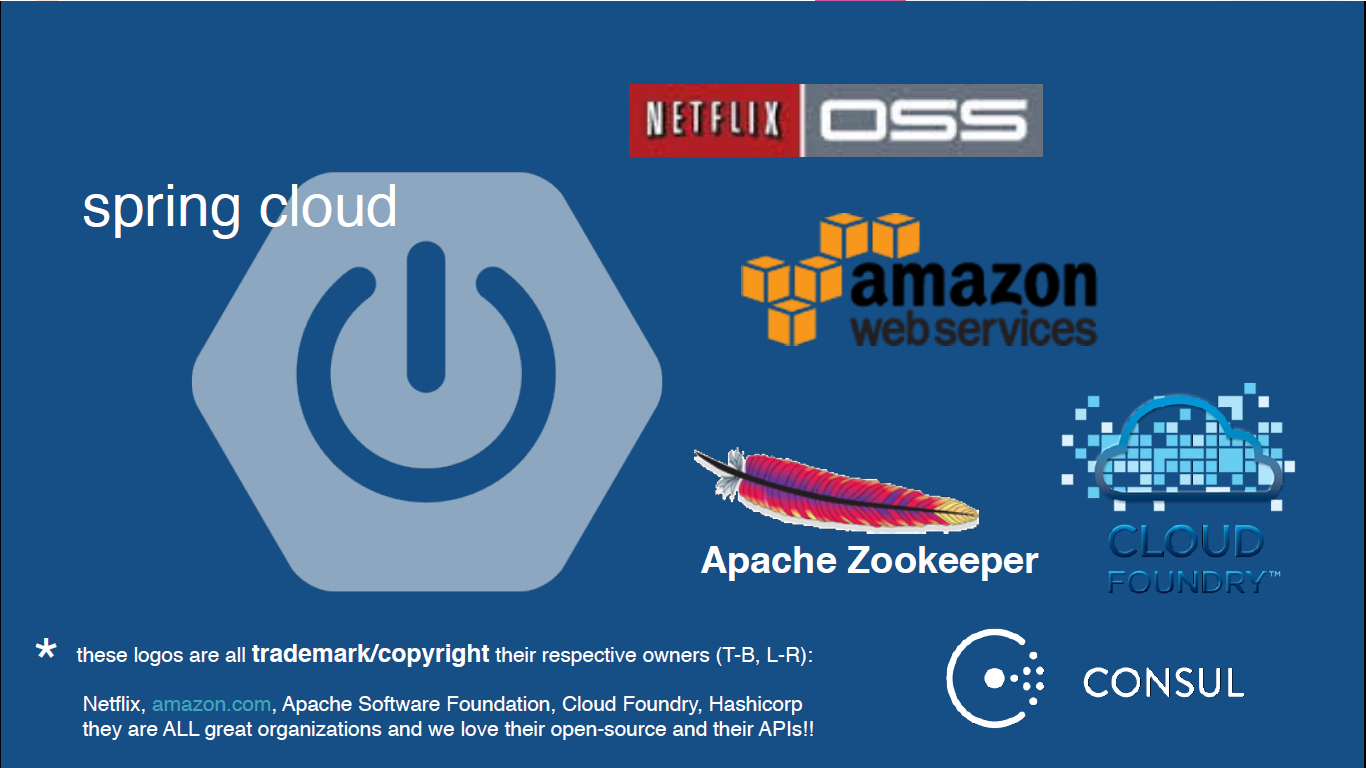 NETFLIX OSS
spring cloud
amazon
web services
Apache Zookeeper
CLOUD
FOUNDRY™
* these logos are all trademark/copyright their respective owners (T-B, L-R):
CONSUL
Netflix, amazon.com, Apache Software Foundation, Cloud Foundry, Hashicorp
they are ALL great organizations and we love their open-source and their APIs!!